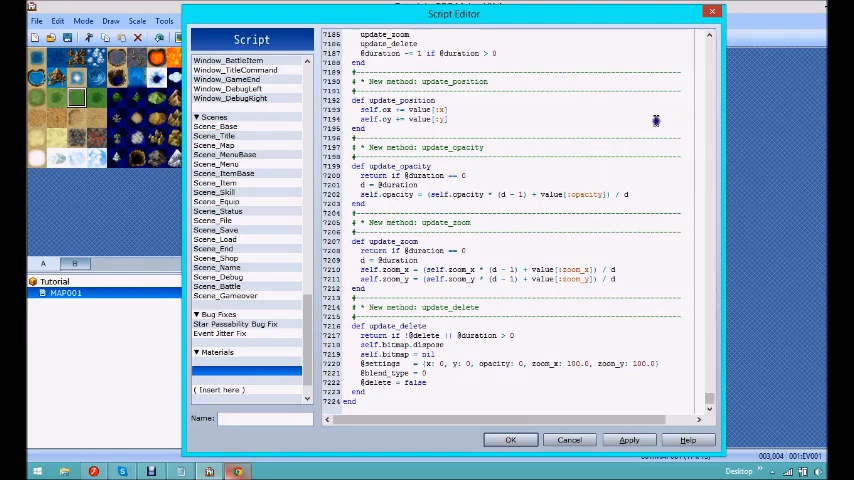 Script Editor
File Edit Mode Draw Scale Tools
Script
Window_BattleItem
Window_TitleCommand
Window_GameEnd
Window_DebugLeft
Window_DebugRight
▼ Scenes
Scene_Base
Scene_Title
Scene_Map
Scene_MenuBase
Scene_Menu
Scene_ItemBase
Scene_Item
Scene_Skill
Scene_Equip
Scene_Status
Scene_File
Scene_Save
Scene_Load
Scene_End
Scene_Shop
Scene_Name
Scene_Debug
Scene_Battle
Scene_Gameover
▼ Bug Fixes
Star Passability Bug Fix
Event Jitter Fix
▼ Materials
( Insert here )
Name:
7185 update_zoom
7186 update_delete
7187 @duration -= 1 if @duration > 0
7188 end
7189 #--------------------------------------------------------------------------
7190 # * New method: update_position
7191 #--------------------------------------------------------------------------
7192 def update_position
7193 self.ox += value[:x]
7194 self.oy += value[:y]
7195 end
7196 #--------------------------------------------------------------------------
7197 # * New method: update_opacity
7198 #--------------------------------------------------------------------------
7199 def update_opacity
7200 return if @duration == 0
7201 d = @duration
7202 self.opacity = (self.opacity * (d - 1) + value[:opacity]) / d
7203 end
7204 #--------------------------------------------------------------------------
7205 # * New method: update_zoom
7206 #--------------------------------------------------------------------------
7207 def update_zoom
7208 return if @duration == 0
7209 d = @duration
7210 self.zoom_x = (self.zoom_x * (d - 1) + value[:zoom_x]) / d
7211 self.zoom_y = (self.zoom_y * (d - 1) + value[:zoom_y]) / d
7212 end
7213 #--------------------------------------------------------------------------
7214 # * New method: update_delete
7215 #--------------------------------------------------------------------------
7216 def update_delete
7217 return if !@delete || @duration > 0
7218 self.bitmap.dispose
7219 self.bitmap = nil
7220 @settings = {x: 0, y: 0, opacity: 0, zoom_x: 100.0, zoon_y: 100.0}
7221 @blend_type = 0
7222 @delete = false
7223 end
7224 end
A B
Tutorial
MAP001
OK Cancel Apply Help
003,004 001:EV001
Desktop